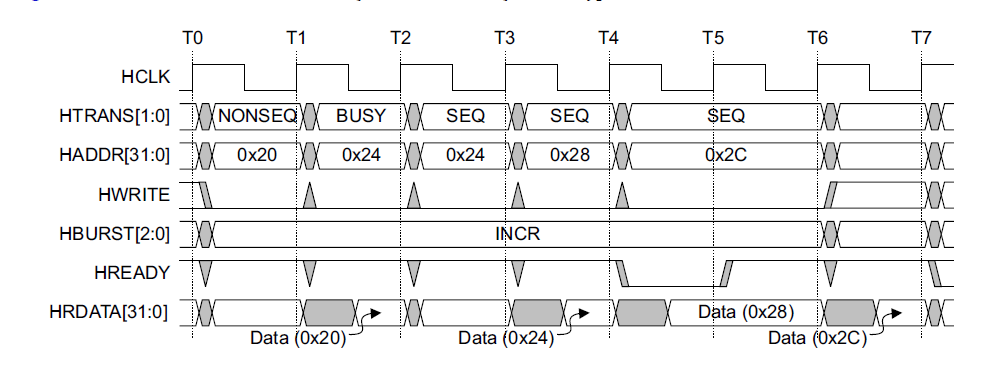 T0 T1 T2 T3 T4 T5 T6 T7
HCLK
HTRANS[1:0] NONSEQ BUSY SEQ SEQ SEQ
HADDR[31:0] 0x20 0x24 0x24 0x28 0x2C
HWRITE
HBURST[2:0] INCR
HREADY
HRDATA[31:0] Data (0x28)
Data (0x20) Data (0x24) Data (0x2C)